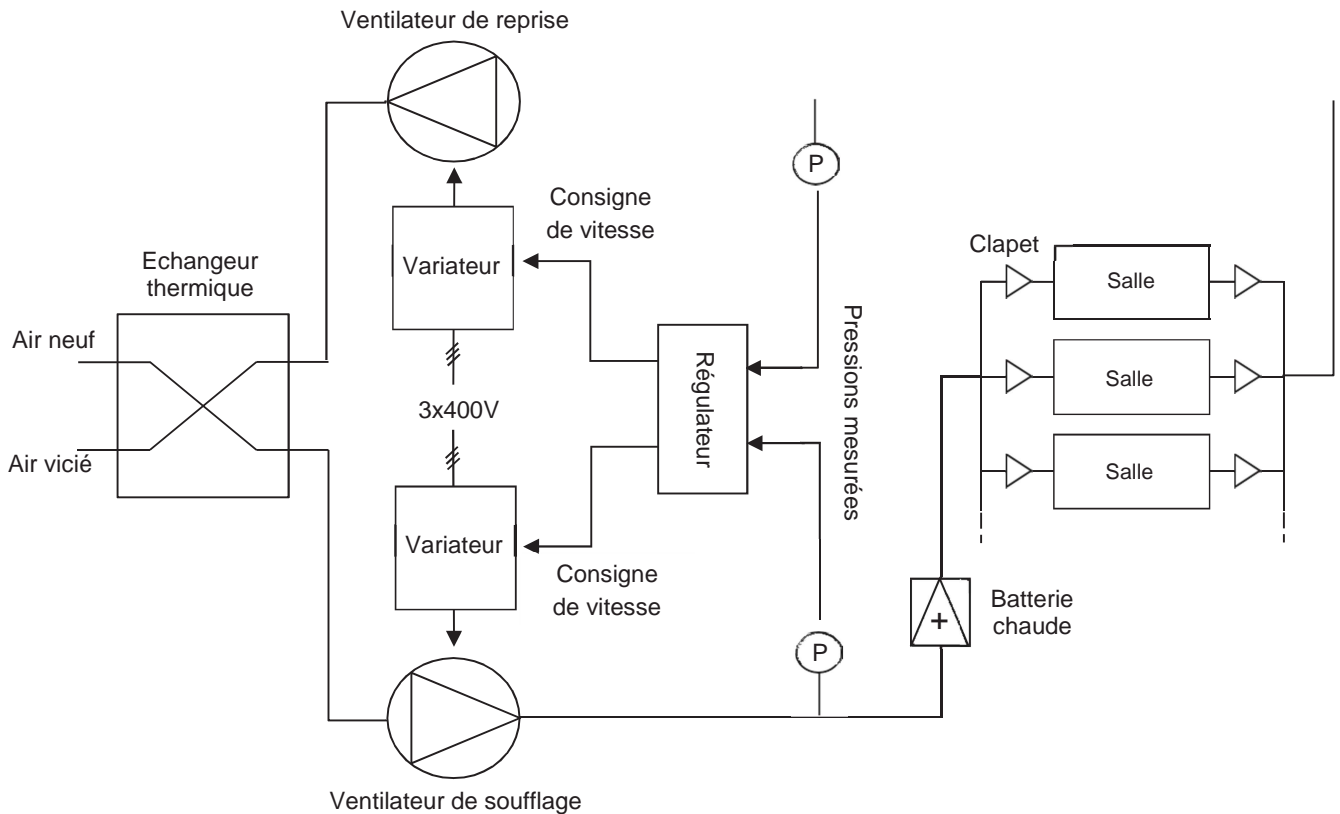 Ventilateur de reprise
P
Consigne
de vitesse
Variateur
Clapet
Salle
Echangeur
thermique
Air neuf
Régulateur
Pressions mesurées
Salle
3x400V
Air vicié
Salle
Variateur
Consigne
de vitesse
Batterie
chaude
+
P
Ventilateur de soufflage